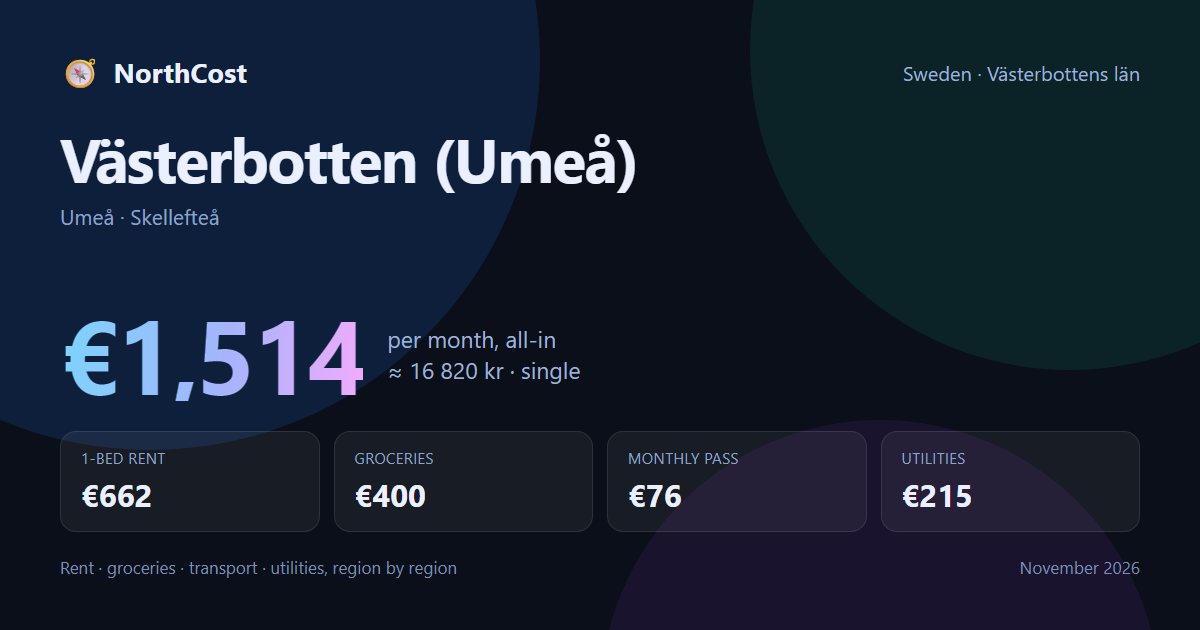 NorthCost
Sweden · Västerbottens län
Västerbotten (Umeå)
Umeå · Skellefteå
€1,514
per month, all-in
≈ 16 820 kr · single
1-BED RENT
€662
GROCERIES
€400
MONTHLY PASS
€76
UTILITIES
€215
Rent · groceries · transport · utilities, region by region
November 2026